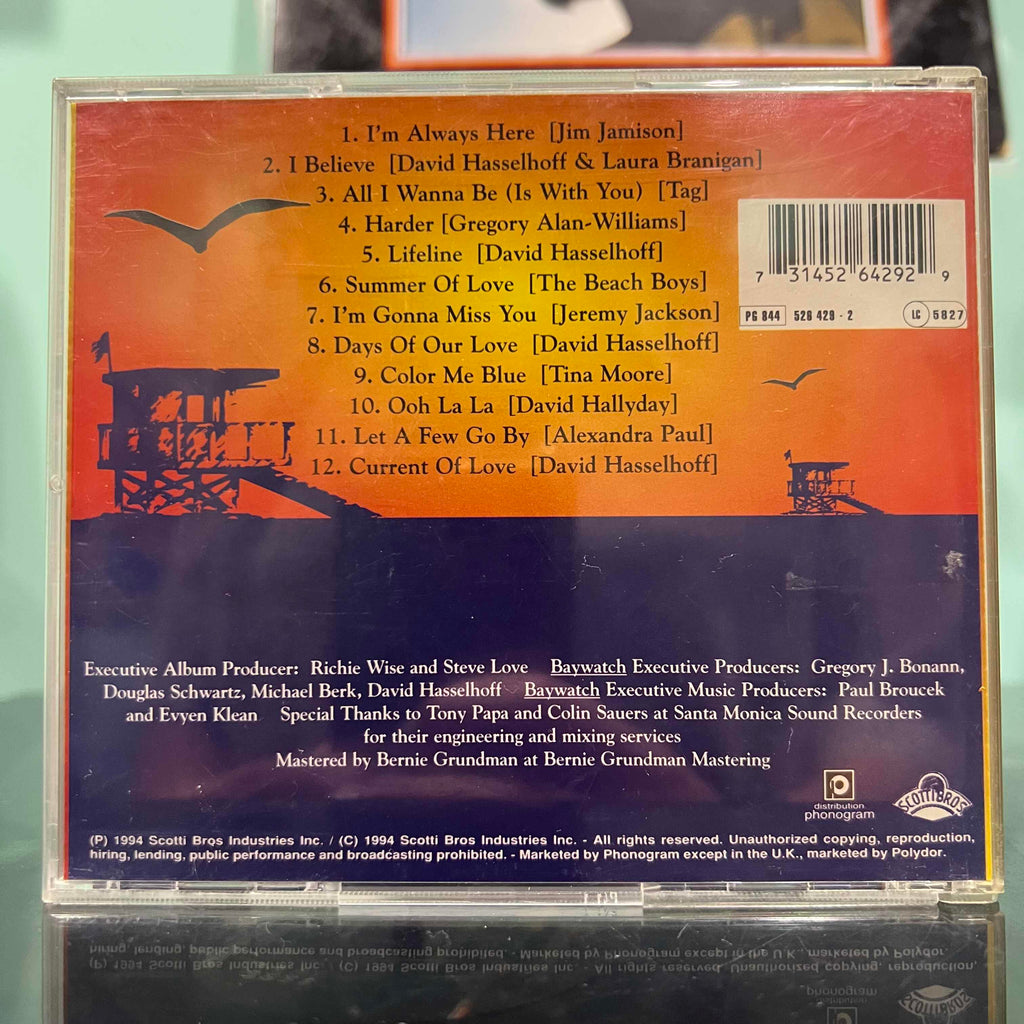 1. I'm Always Here [Jim Jamison]
2. I Believe [David Hasselhoff & Laura Branigan]
3. All I Wanna Be (Is With You) [Tag]
4. Harder [Gregory Alan-Williams]
5. Lifeline [David Hasselhoff]
6. Summer Of Love [The Beach Boys]
7. I'm Gonna Miss You [Jeremy Jackson]
8. Days Of Our Love [David Hasselhoff]
9. Color Me Blue [Tina Moore]
10. Ooh La La [David Hallyday]
11. Let A Few Go By [Alexandra Paul]
12. Current Of Love [David Hasselhoff]
7 31452 64292 9
PG 844 526 429 - 2 LC 5827
Executive Album Producer: Richie Wise and Steve Love Baywatch Executive Producers: Gregory J. Bonann,
Douglas Schwartz, Michael Berk, David Hasselhoff Baywatch Executive Music Producers: Paul Broucek
and Evyen Klean Special Thanks to Tony Papa and Colin Sauers at Santa Monica Sound Recorders
for their engineering and mixing services
Mastered by Bernie Grundman at Bernie Grundman Mastering
distribution
phonogram
SCOTTI BROS
(P) 1994 Scotti Bros Industries Inc. / (C) 1994 Scotti Bros Industries Inc. - All rights reserved. Unauthorized copying, reproduction,
hiring, lending, public performance and broadcasting prohibited. - Marketed by Phonogram except in the U.K., marketed by Polydor.